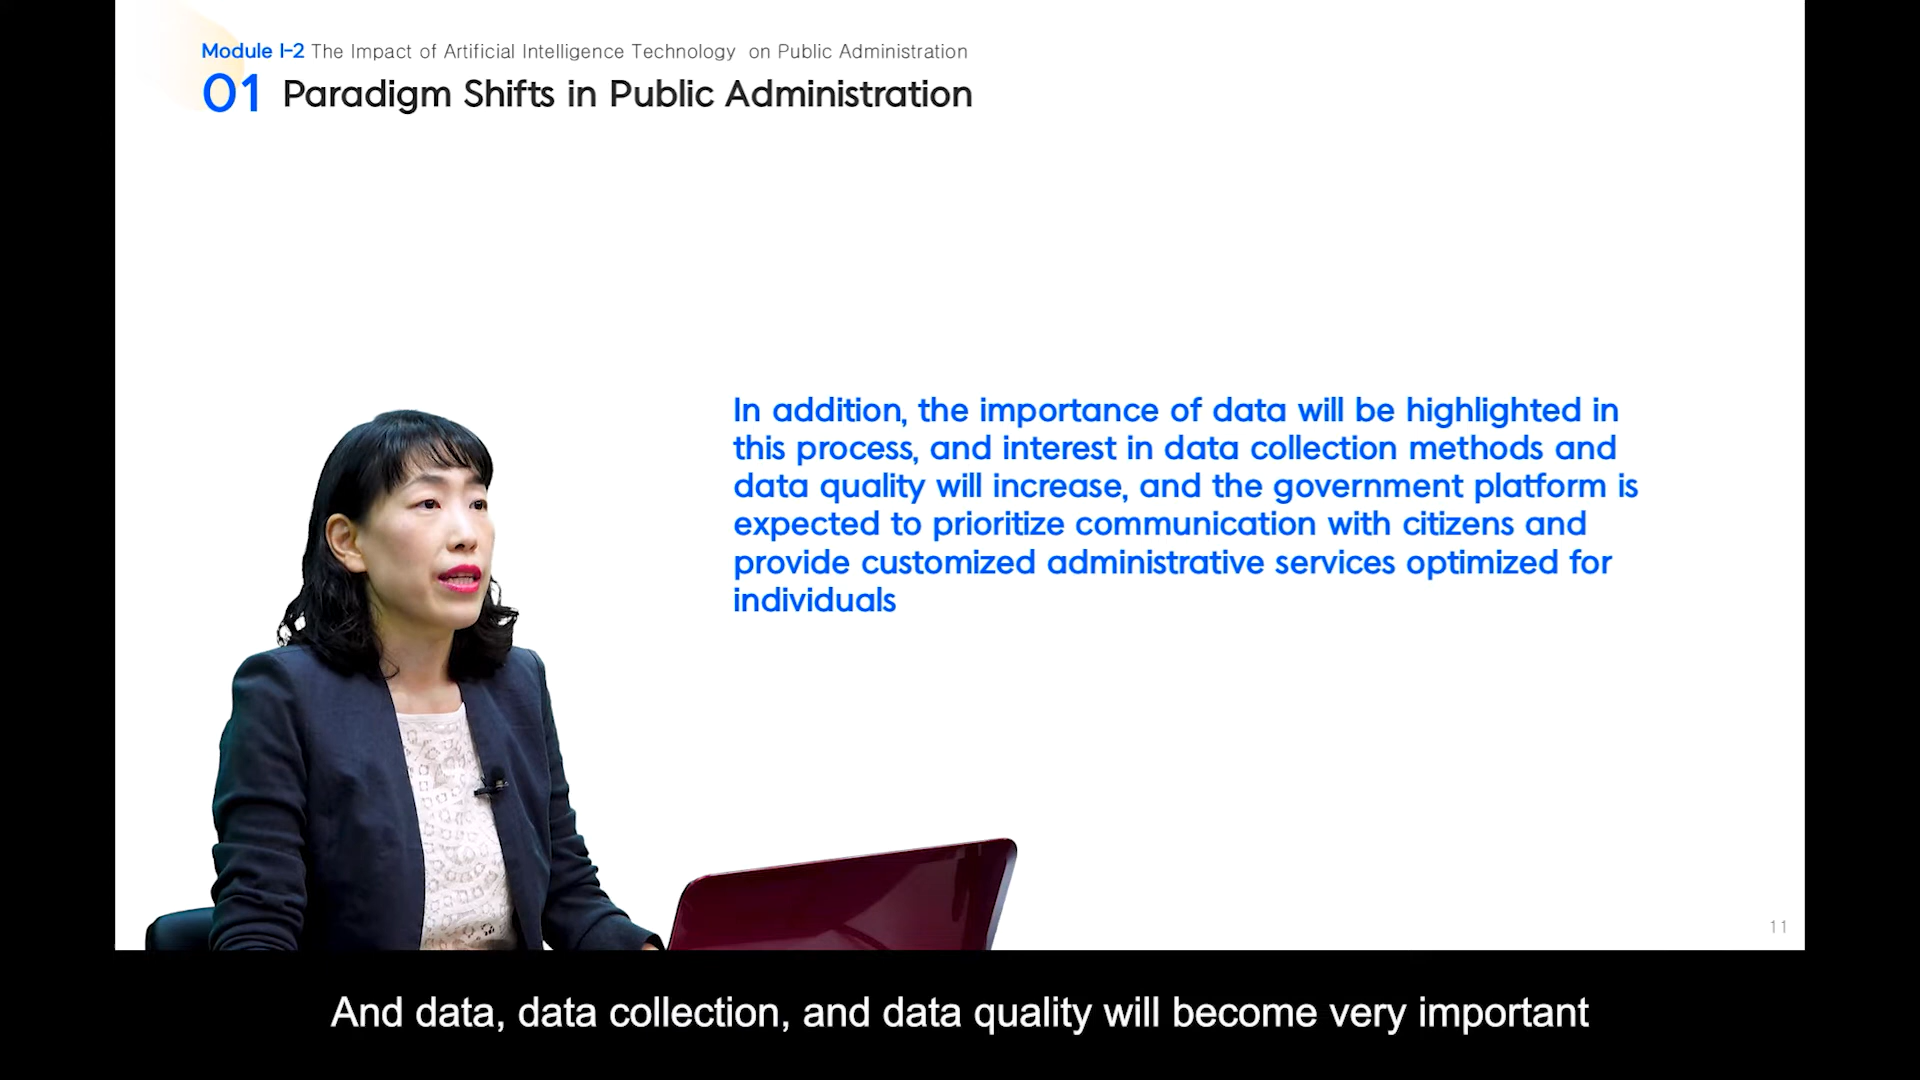 Module I-2 The Impact of Artificial Intelligence Technology on Public Administration
01 Paradigm Shifts in Public Administration
In addition, the importance of data will be highlighted in
this process, and interest in data collection methods and
data quality will increase, and the government platform is
expected to prioritize communication with citizens and
provide customized administrative services optimized for
individuals
11
And data, data collection, and data quality will become very important